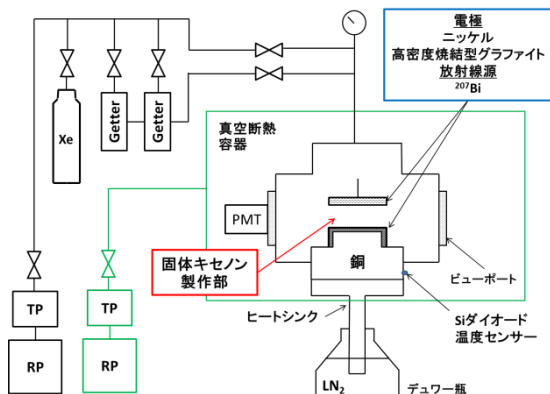 電極
ニッケル
高密度焼結型グラファイト
放射線源
²⁰⁷Bi
Xe
Getter
Getter
真空断熱
容器
PMT
固体キセノン
製作部
銅
ビューポート
TP
TP
RP
RP
ヒートシンク
Siダイオード
温度センサー
LN₂
デュワー瓶